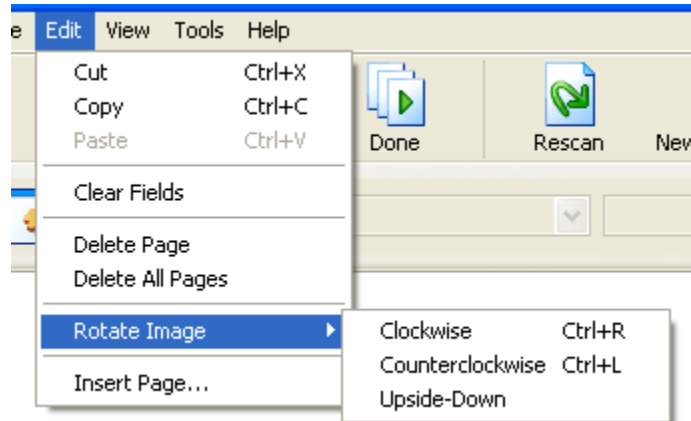 e Edit View Tools Help
Cut Ctrl+X
Copy Ctrl+C
Paste Ctrl+V
Done Rescan New
Clear Fields
Delete Page
Delete All Pages
Rotate Image
Clockwise Ctrl+R
Counterclockwise Ctrl+L
Upside-Down
Insert Page...